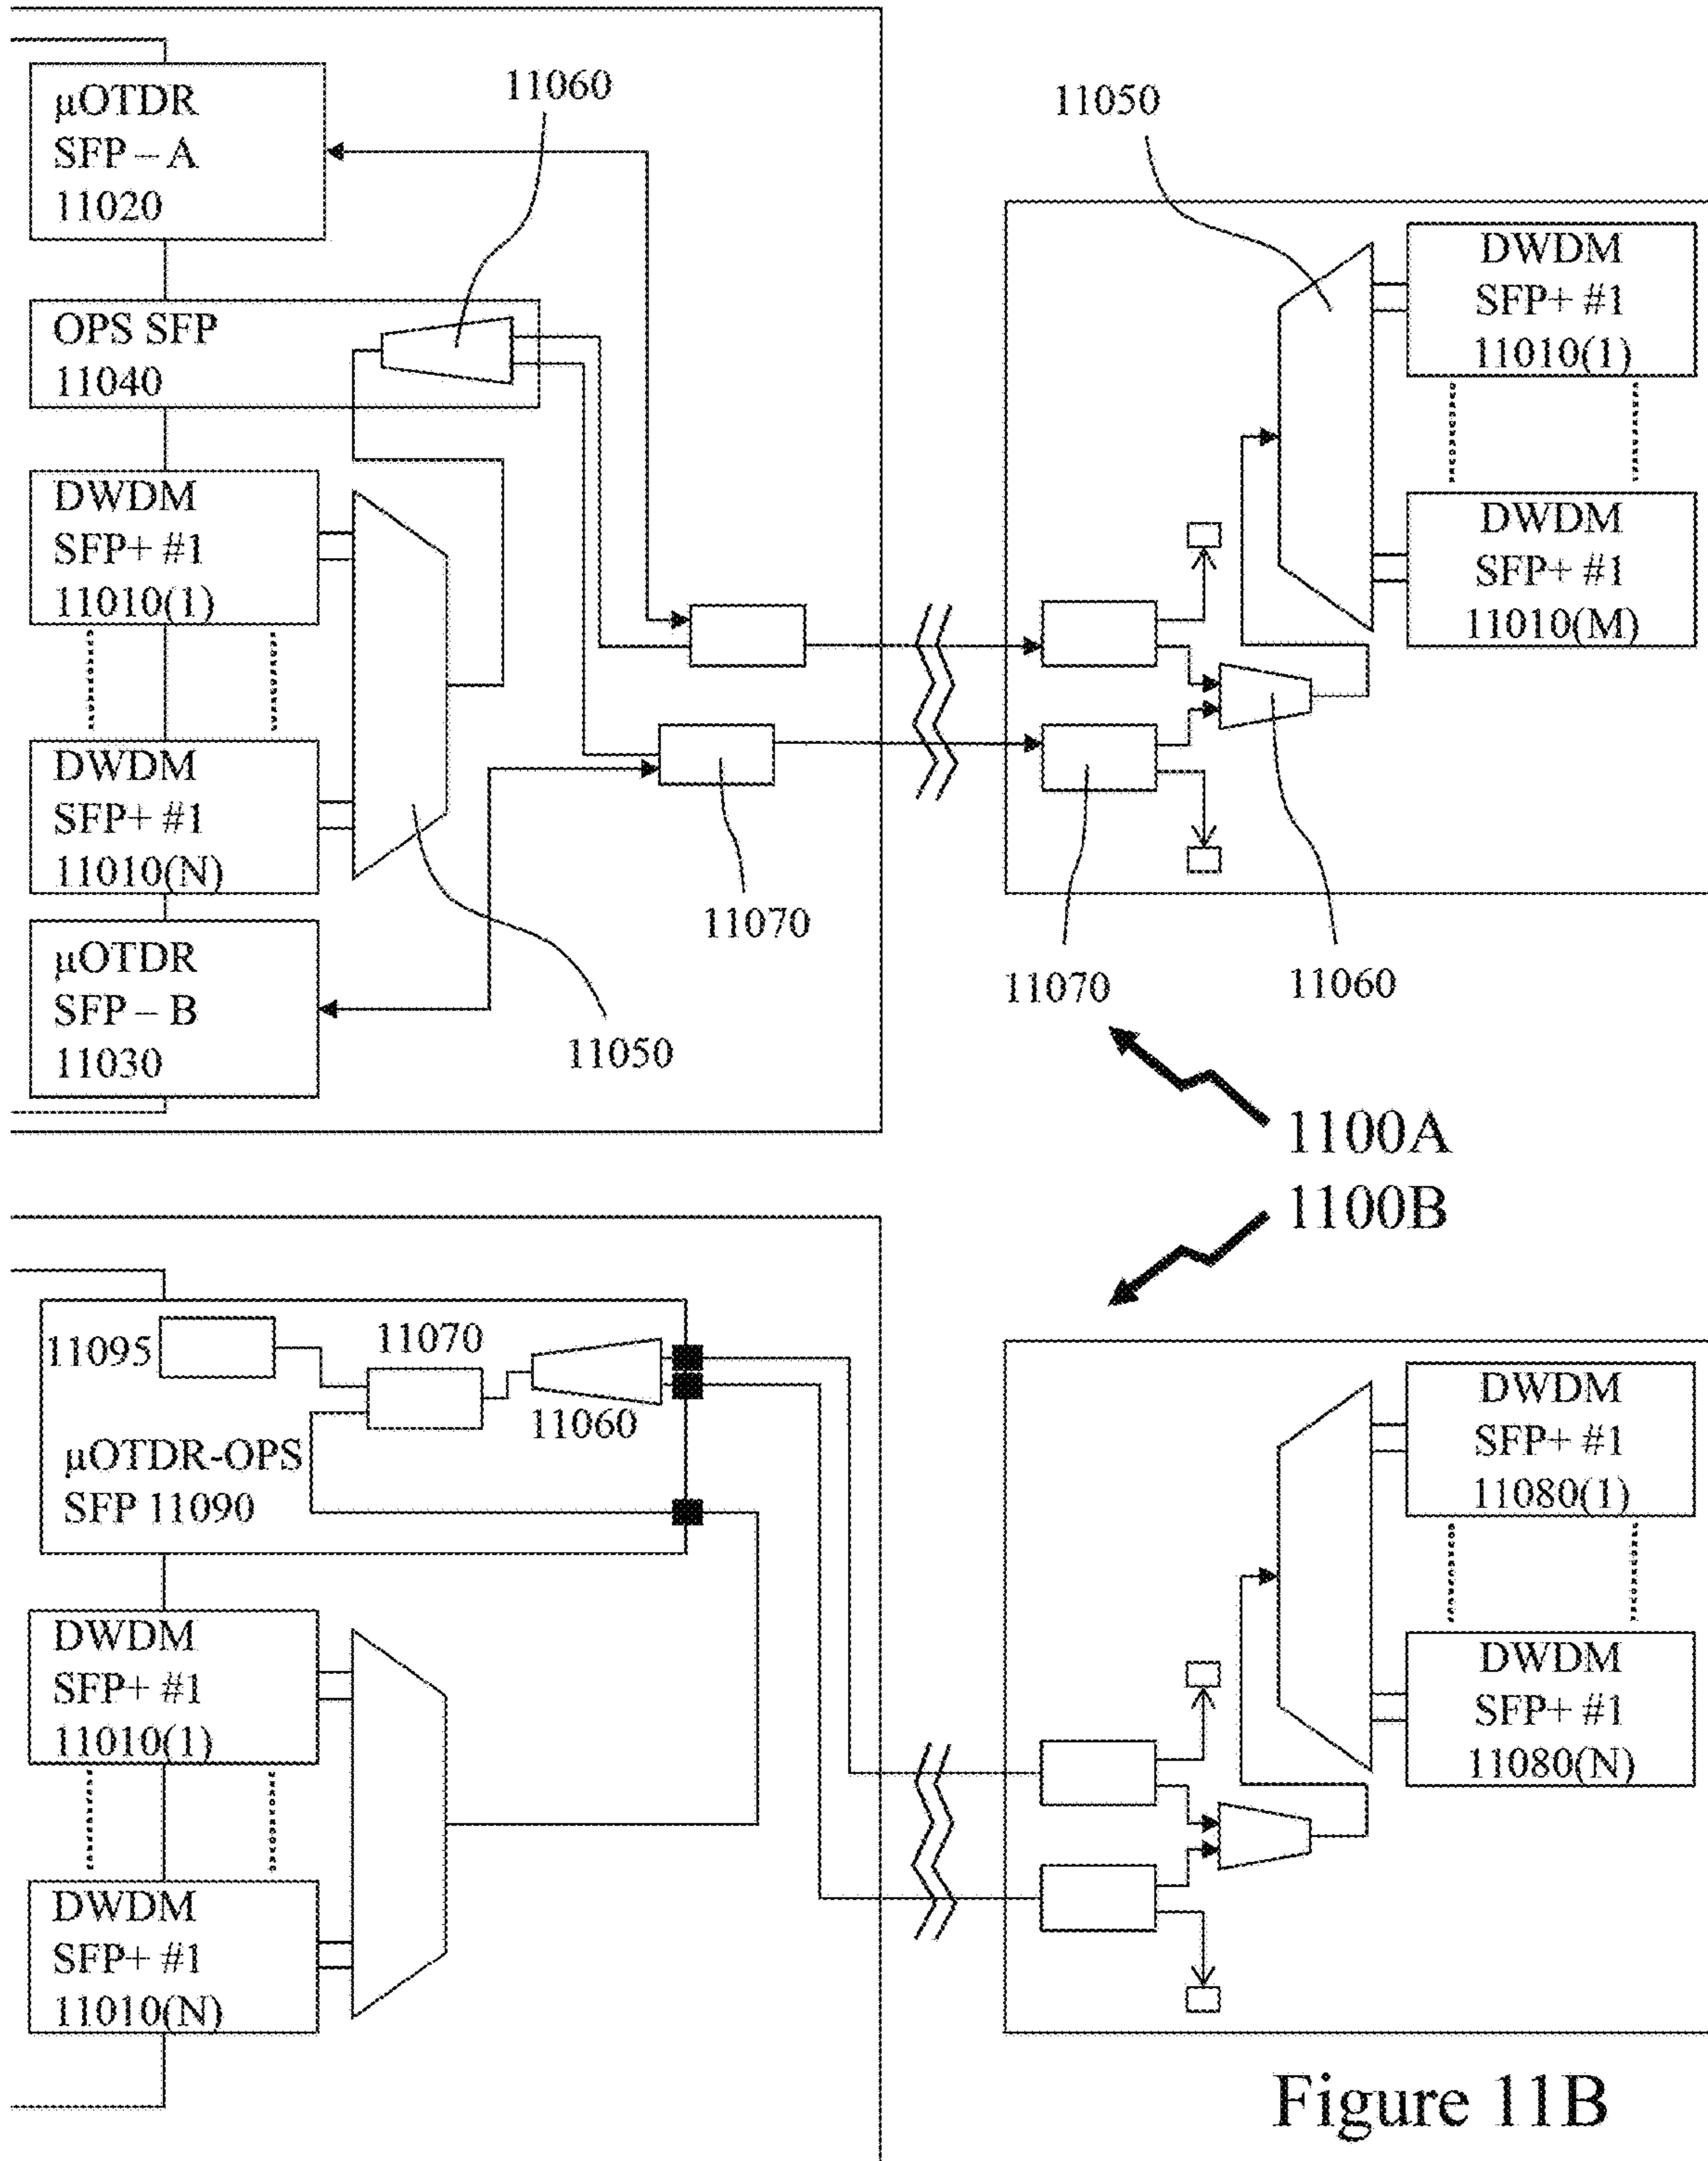 μOTDR
SFP – A
11020
11060
11050
OPS SFP
11040
DWDM
SFP+ #1
11010(1)
DWDM
SFP+ #1
11010(1)
DWDM
SFP+ #1
11010(M)
DWDM
SFP+ #1
11010(N)
11070
μOTDR
SFP – B
11030
11050
11070
11060
1100A
1100B
11095
11070
11060
μOTDR-OPS
SFP 11090
DWDM
SFP+ #1
11080(1)
DWDM
SFP+ #1
11010(1)
DWDM
SFP+ #1
11080(N)
DWDM
SFP+ #1
11010(N)
Figure 11B